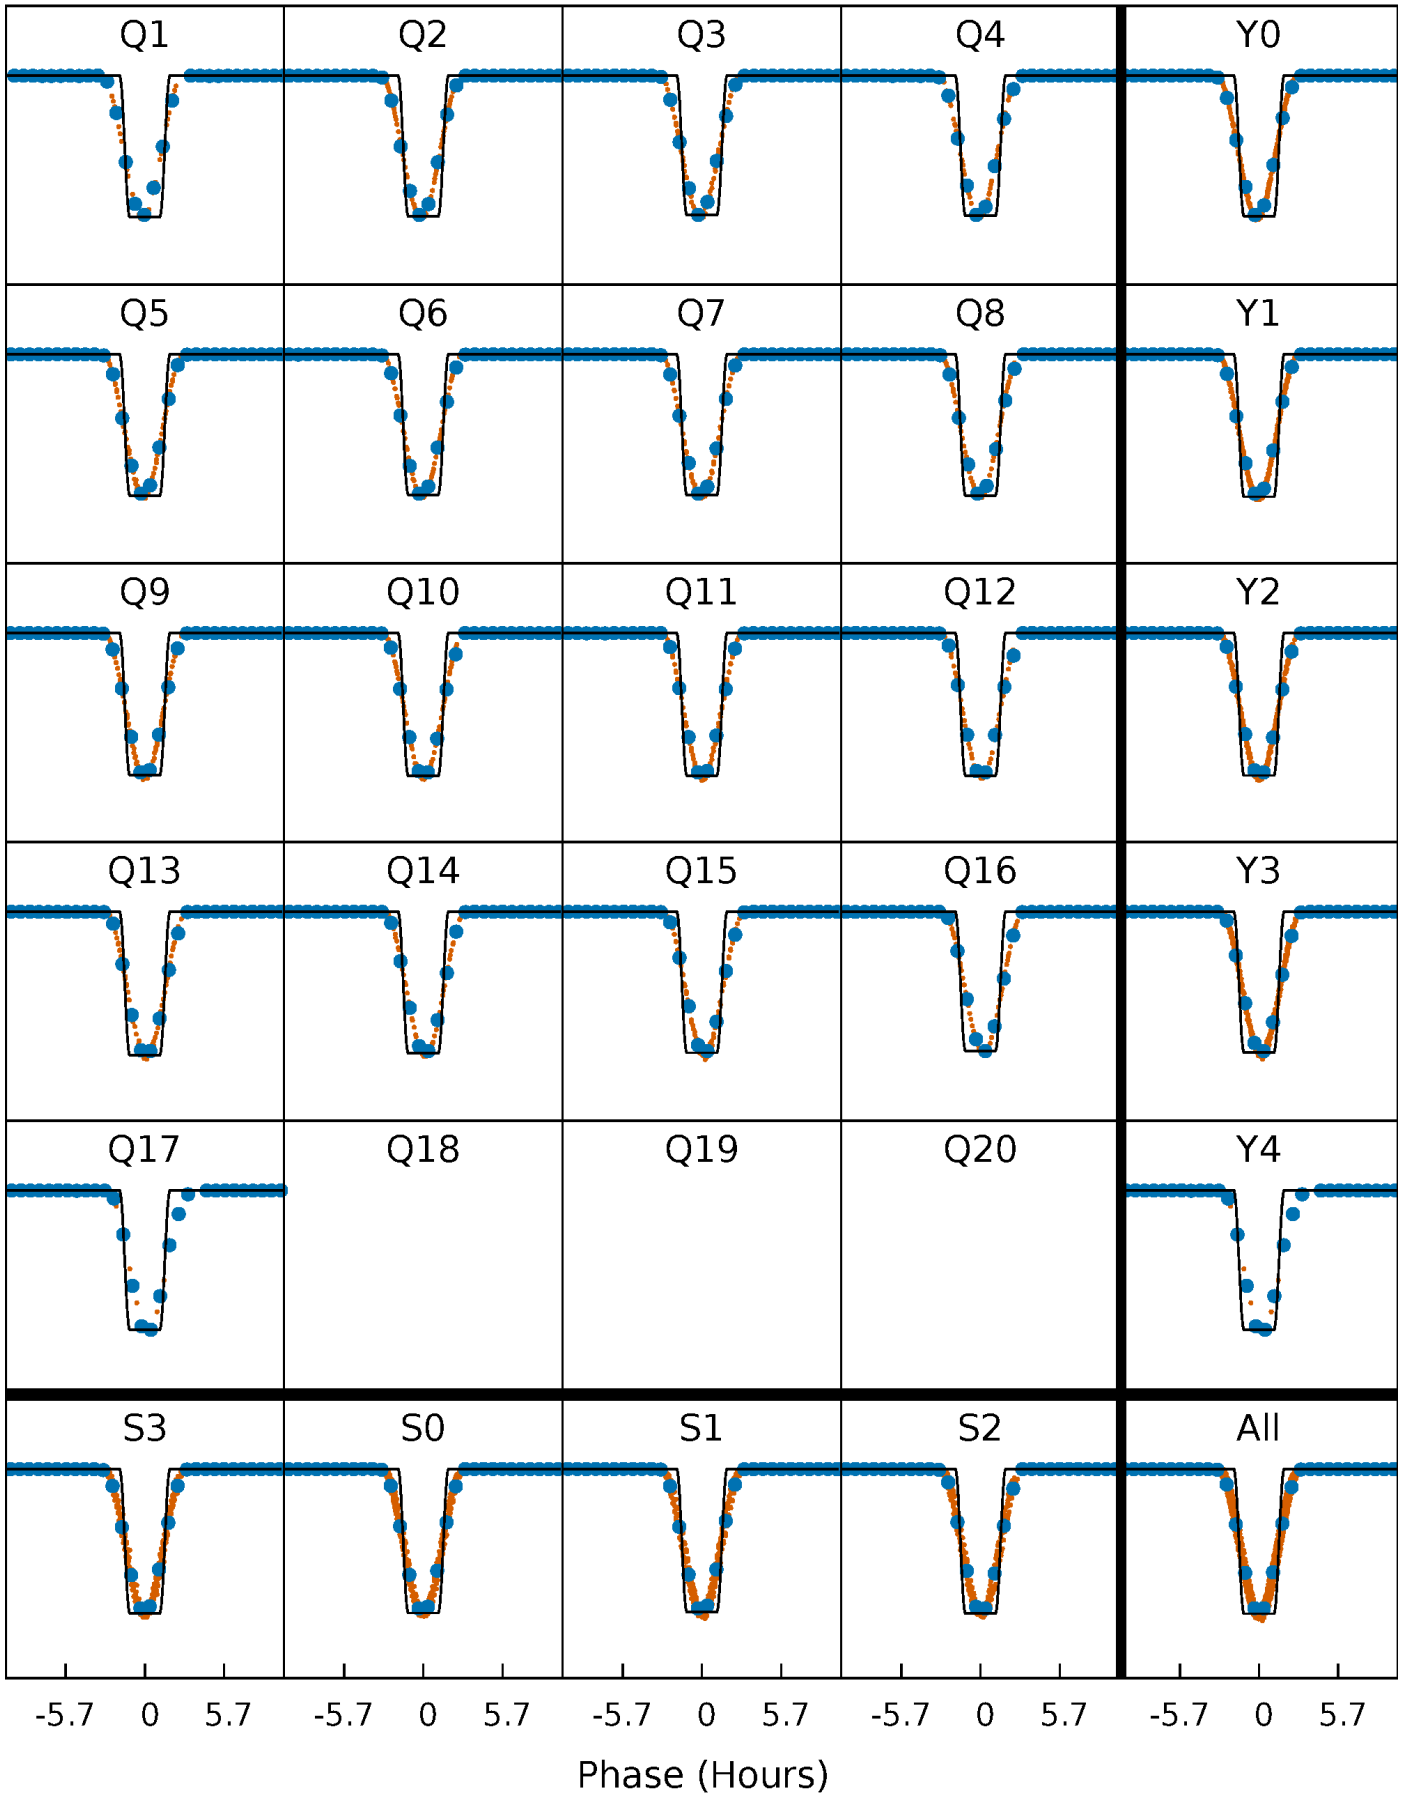 Q1 Q2 Q3 Q4 Y0
Q5 Q6 Q7 Q8 Y1
Q9 Q10 Q11 Q12 Y2
Q13 Q14 Q15 Q16 Y3
Q17 Q18 Q19 Q20 Y4
S3 S0 S1 S2 All
-5.7 0 5.7 -5.7 0 5.7 -5.7 0 5.7 -5.7 0 5.7 -5.7 0 5.7
Phase (Hours)